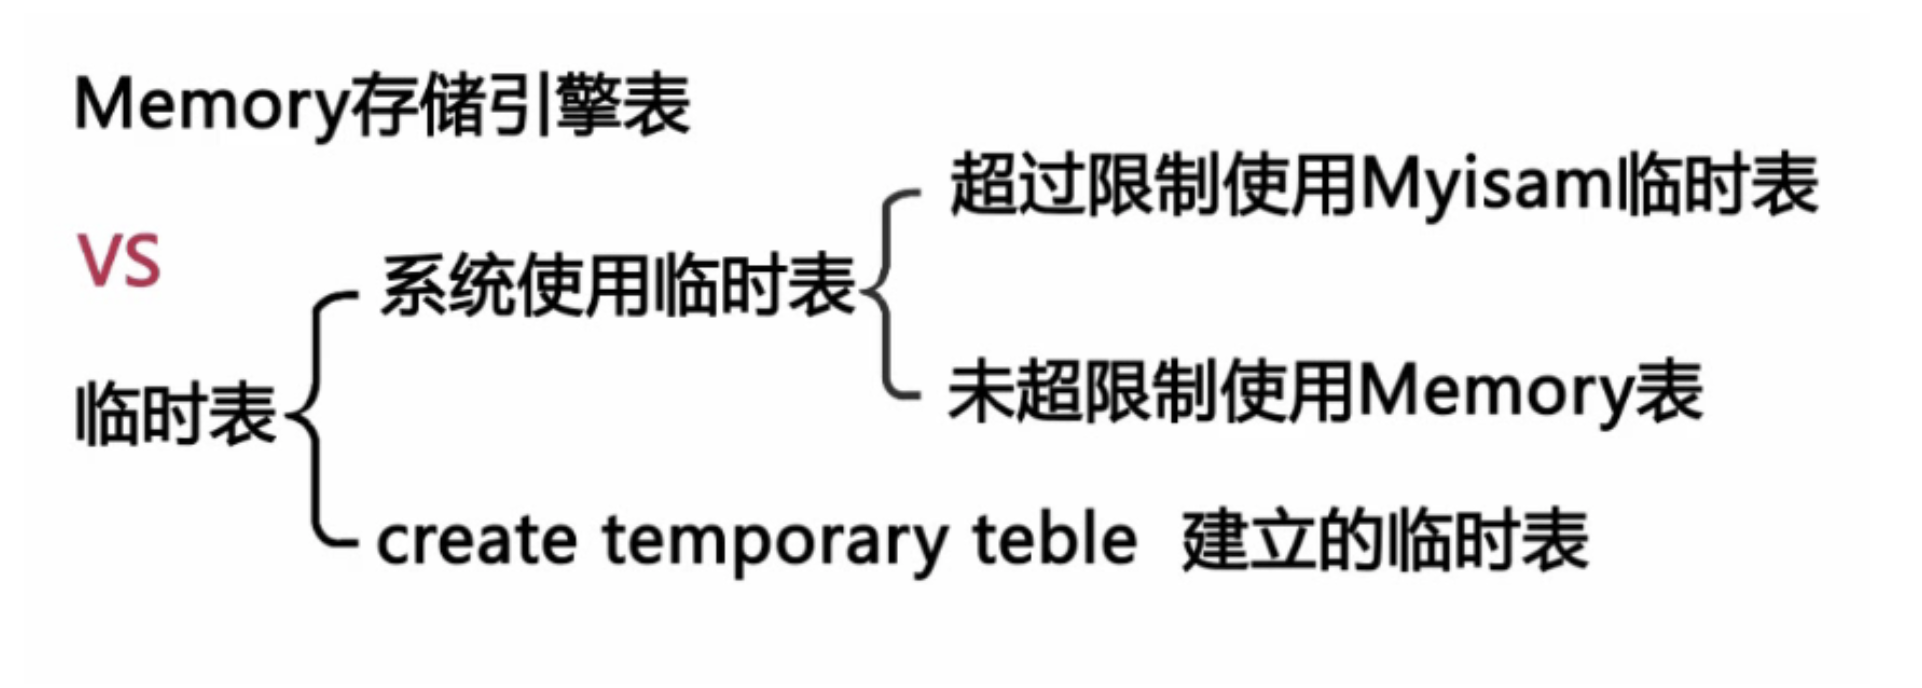 Memory存储引擎表
VS
临时表
系统使用临时表
超过限制使用Myisam临时表
未超限制使用Memory表
create temporary teble 建立的临时表